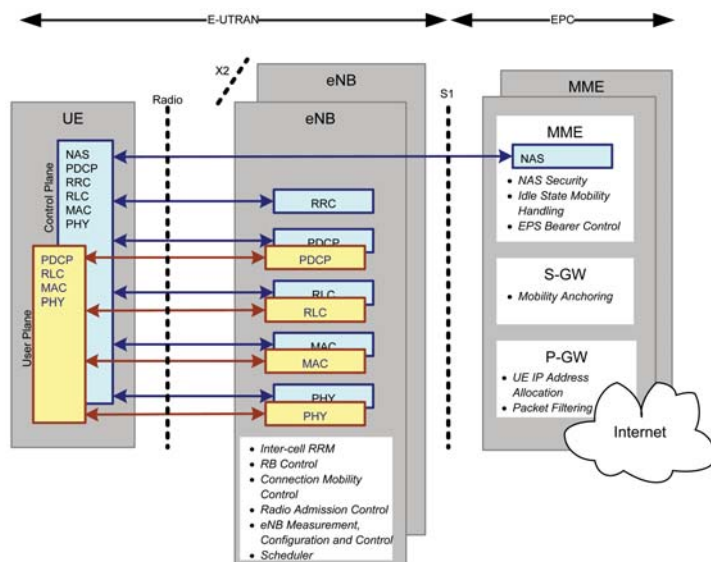 E-UTRAN
EPC
X2
eNB
Radio
S1
MME
UE
eNB
Control Plane
NAS
PDCP
RRC
RLC
MAC
PHY
User Plane
PDCP
RLC
MAC
PHY
RRC
PDCP
PDCP
RLC
RLC
MAC
MAC
PHY
PHY
• Inter-cell RRM
• RB Control
• Connection Mobility
Control
• Radio Admission Control
• eNB Measurement,
Configuration and Control
• Scheduler
MME
NAS
• NAS Security
• Idle State Mobility
Handling
• EPS Bearer Control
S-GW
• Mobility Anchoring
P-GW
• UE IP Address
Allocation
• Packet Filtering
Internet